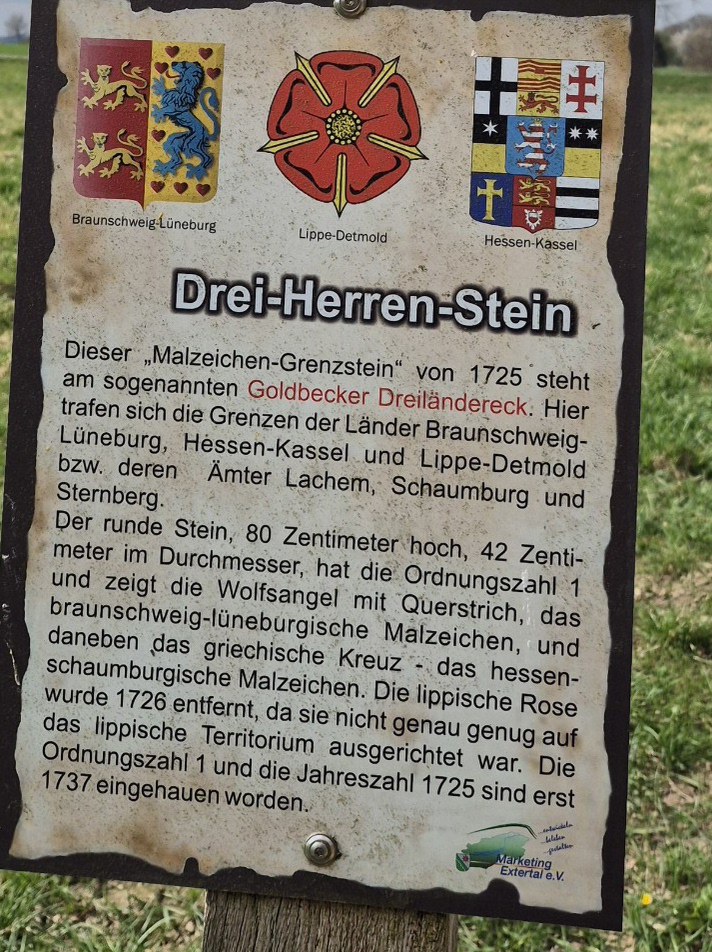 Braunschweig-Lüneburg
Lippe-Detmold
Hessen-Kassel
Drei-Herren-Stein
Dieser „Malzeichen-Grenzstein“ von 1725 steht
am sogenannten Goldbecker Dreiländereck. Hier
trafen sich die Grenzen der Länder Braunschweig-
Lüneburg, Hessen-Kassel und Lippe-Detmold
bzw. deren Ämter Lachem, Schaumburg und
Sternberg.
Der runde Stein, 80 Zentimeter hoch, 42 Zenti-
meter im Durchmesser, hat die Ordnungszahl 1
und zeigt die Wolfsangel mit Querstrich, das
braunschweig-lüneburgische Malzeichen, und
daneben das griechische Kreuz - das hessen-
schaumburgische Malzeichen. Die lippische Rose
wurde 1726 entfernt, da sie nicht genau genug auf
das lippische Territorium ausgerichtet war. Die
Ordnungszahl 1 und die Jahreszahl 1725 sind erst
1737 eingehauen worden.
entwickeln
beleben
gestalten
Marketing
Extertal e.V.